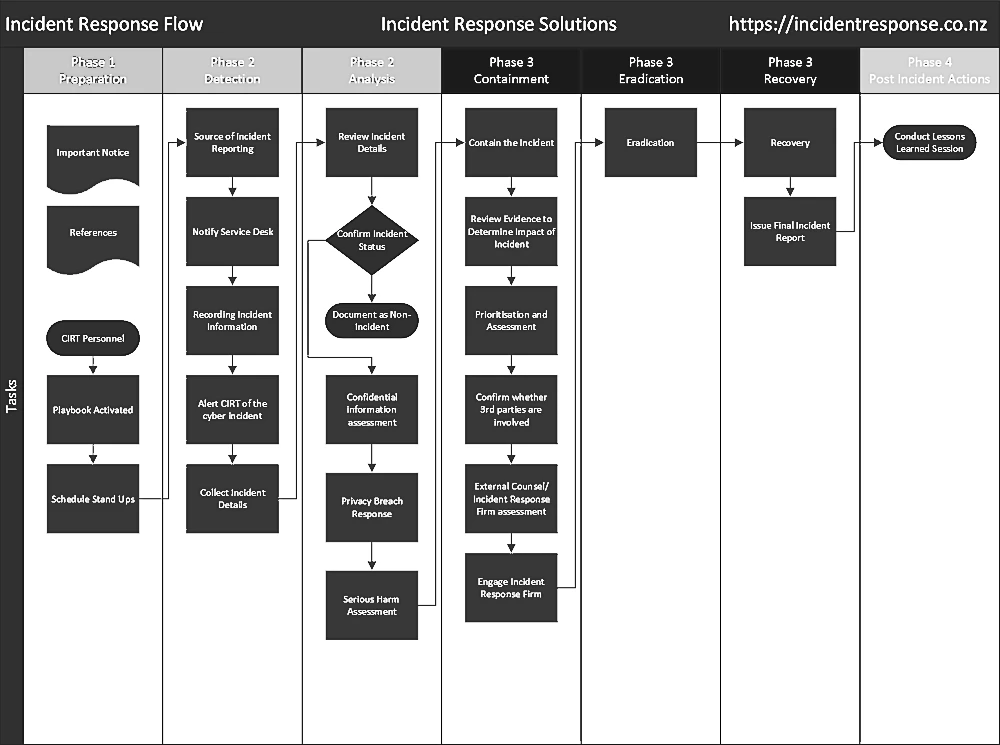 Incident Response Flow
Incident Response Solutions
https://incidentresponse.co.nz
Phase 1
Preparation
Phase 2
Detection
Phase 2
Analysis
Phase 3
Containment
Phase 3
Eradication
Phase 3
Recovery
Phase 4
Post Incident Actions
Tasks
Important Notice
References
CIRT Personnel
Playbook Activated
Schedule Stand Ups
Source of Incident
Reporting
Notify Service Desk
Recording Incident
Information
Alert CIRT of the
cyber incident
Collect Incident
Details
Review Incident
Details
Confirm Incident
Status
Document as Non-
Incident
Confidential
Information
assessment
Privacy Breach
Response
Serious Harm
Assessment
Contain the Incident
Review Evidence to
Determine Impact of
Incident
Prioritisation and
Assessment
Confirm whether
3rd parties are
involved
External Counsel/
Incident Response
Firm assessment
Engage Incident
Response Firm
Eradication
Recovery
Issue Final Incident
Report
Conduct Lessons
Learned Session